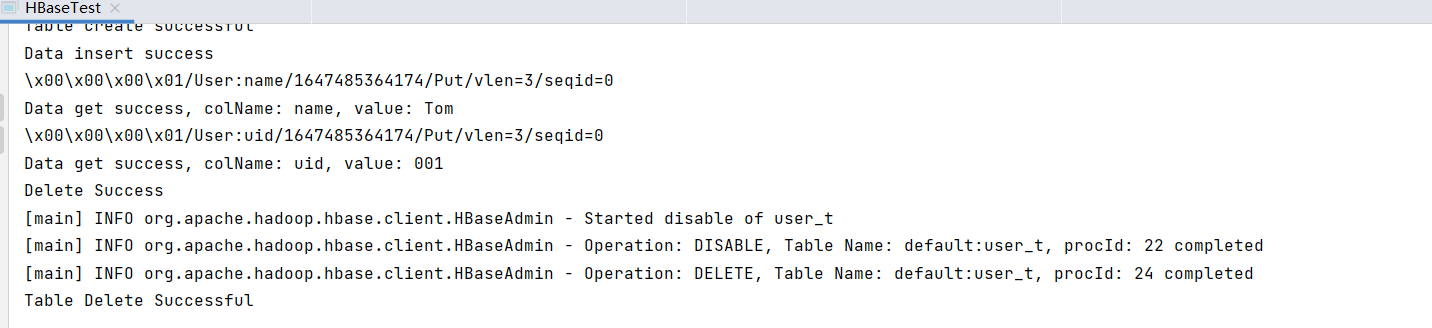 HBaseTest
Table create successful
Data insert success
\x00\x00\x00\x01/User:name/1647485364174/Put/vlen=3/seqid=0
Data get success, colName: name, value: Tom
\x00\x00\x00\x01/User:uid/1647485364174/Put/vlen=3/seqid=0
Data get success, colName: uid, value: 001
Delete Success
[main] INFO org.apache.hadoop.hbase.client.HBaseAdmin - Started disable of user_t
[main] INFO org.apache.hadoop.hbase.client.HBaseAdmin - Operation: DISABLE, Table Name: default:user_t, procId: 22 completed
[main] INFO org.apache.hadoop.hbase.client.HBaseAdmin - Operation: DELETE, Table Name: default:user_t, procId: 24 completed
Table Delete Successful